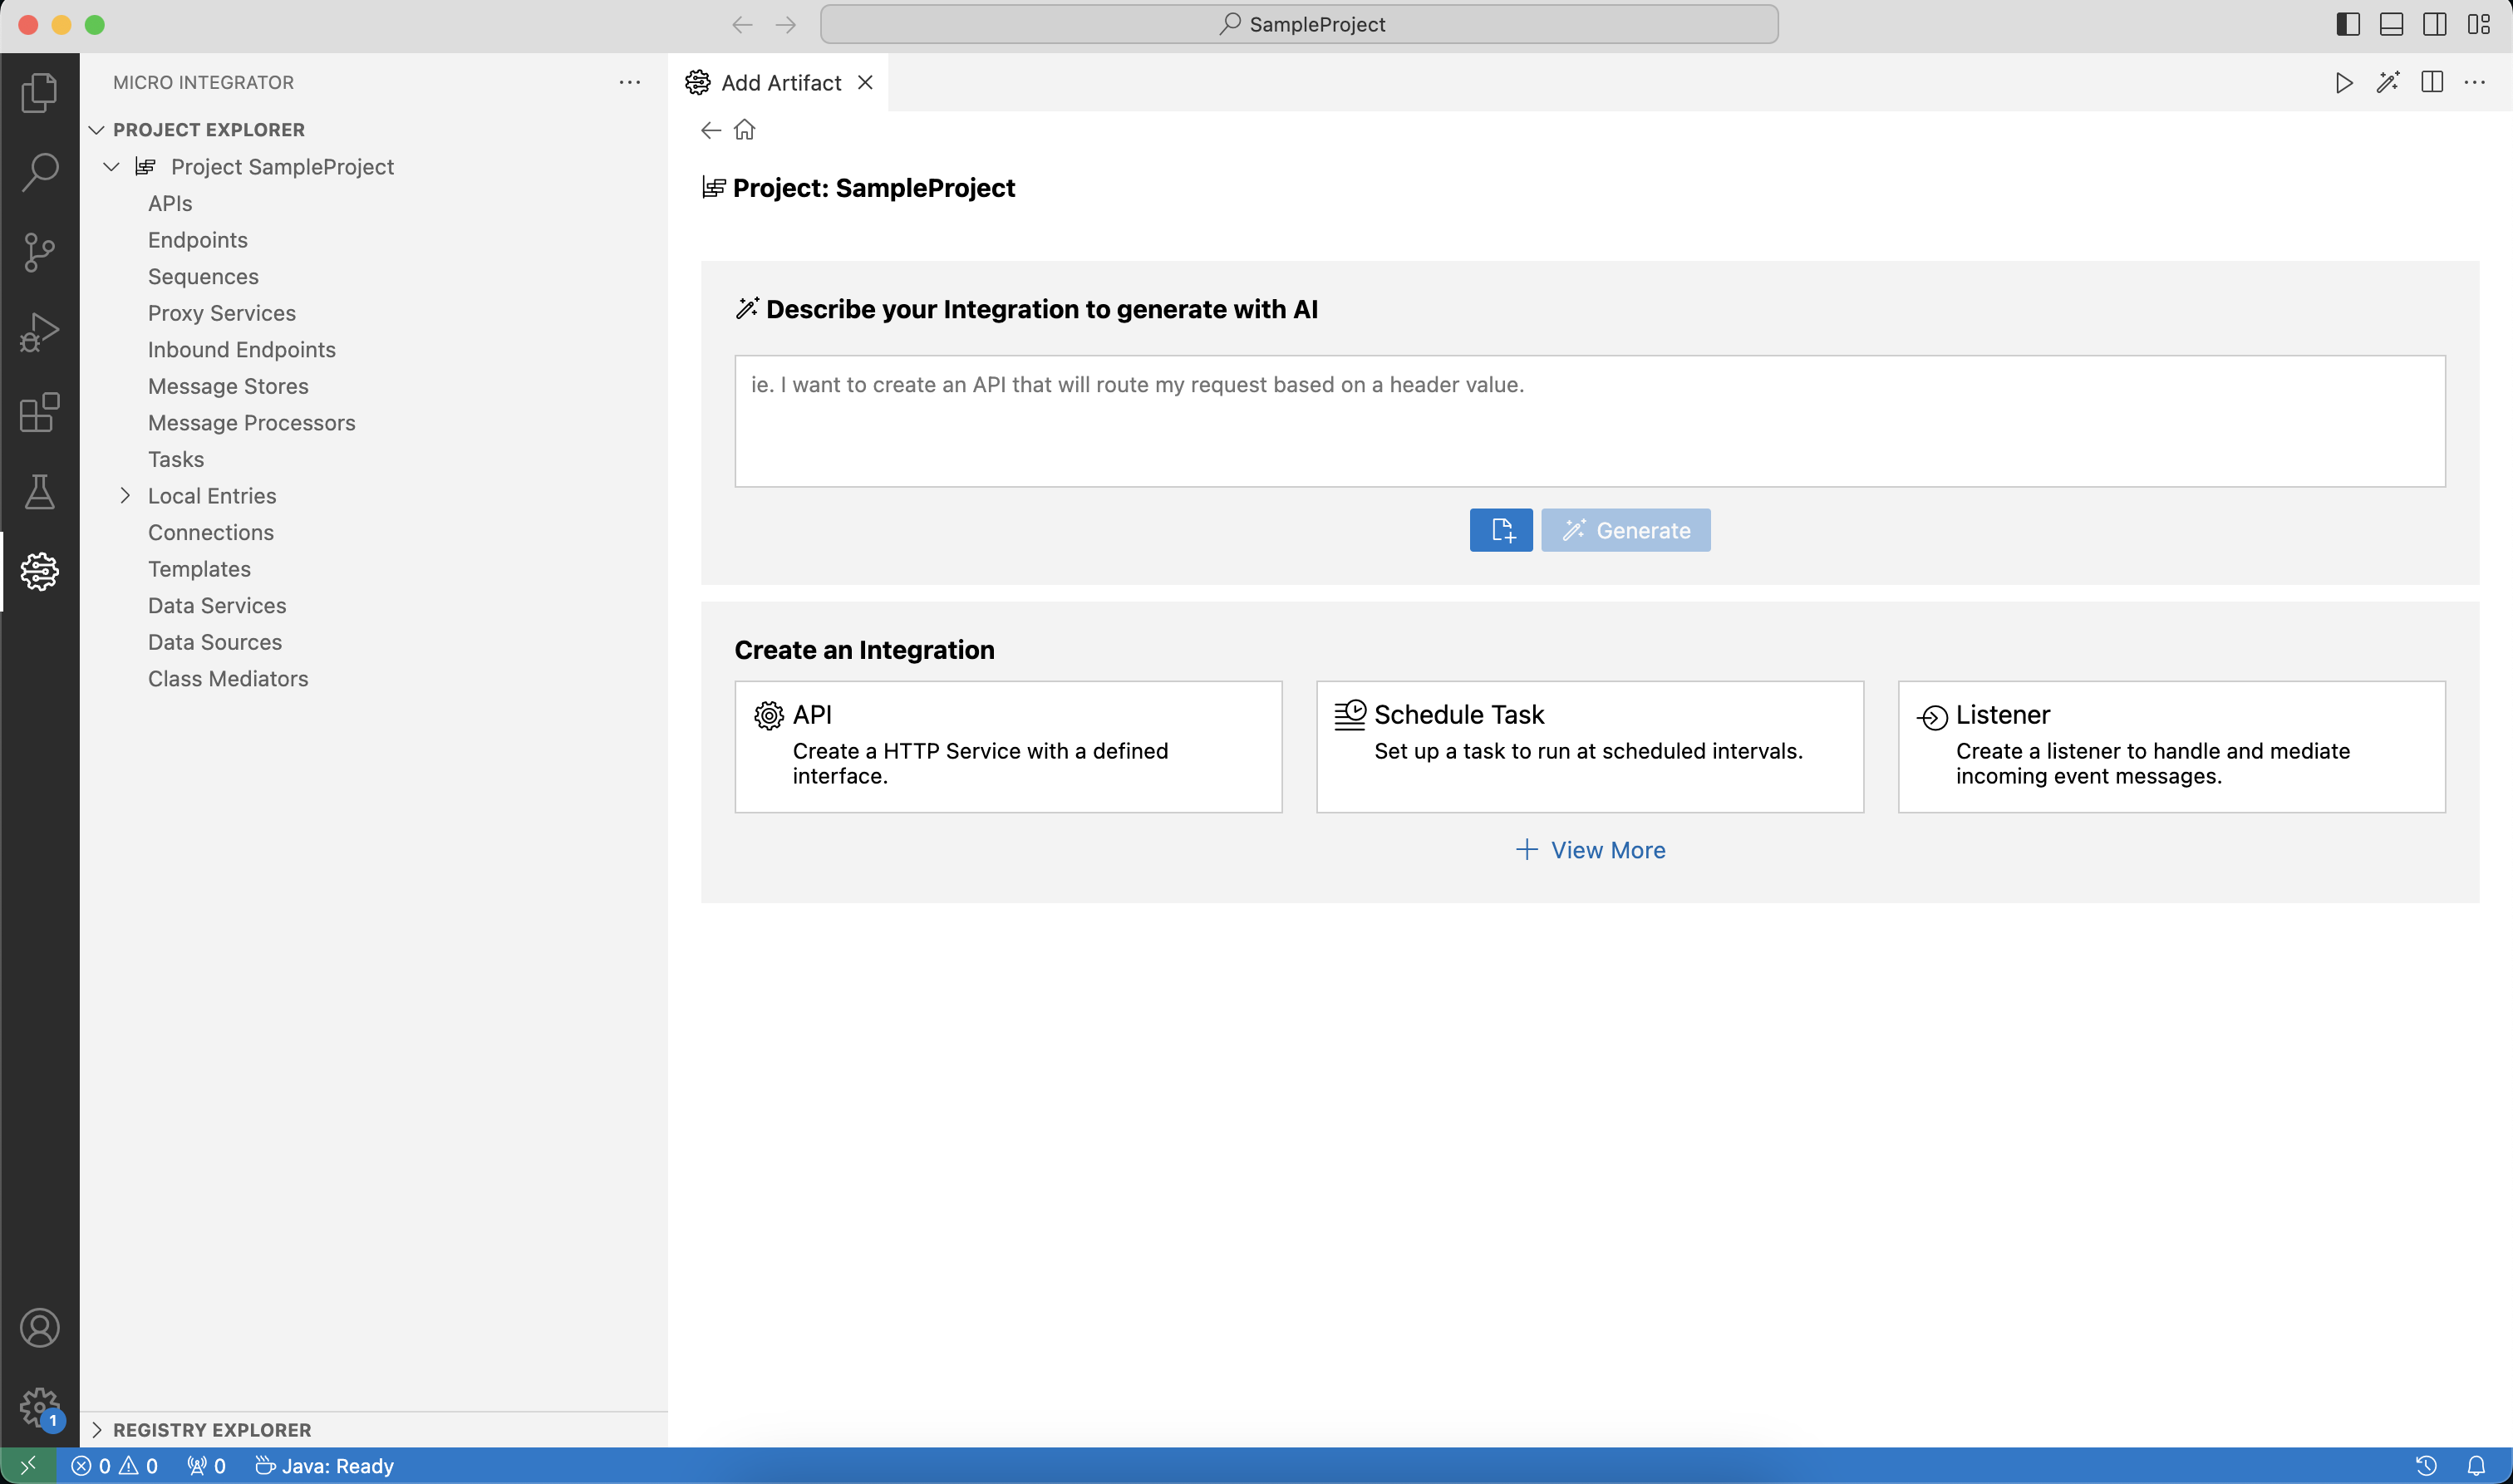 SampleProject
MICRO INTEGRATOR
PROJECT EXPLORER
Project SampleProject
APIs
Endpoints
Sequences
Proxy Services
Inbound Endpoints
Message Stores
Message Processors
Tasks
Local Entries
Connections
Templates
Data Services
Data Sources
Class Mediators
REGISTRY EXPLORER
Add Artifact
Project: SampleProject
Describe your Integration to generate with AI
ie. I want to create an API that will route my request based on a header value.
Generate
Create an Integration
API
Create a HTTP Service with a defined
interface.
Schedule Task
Set up a task to run at scheduled intervals.
Listener
Create a listener to handle and mediate
incoming event messages.
View More
1
0 0 0 Java: Ready